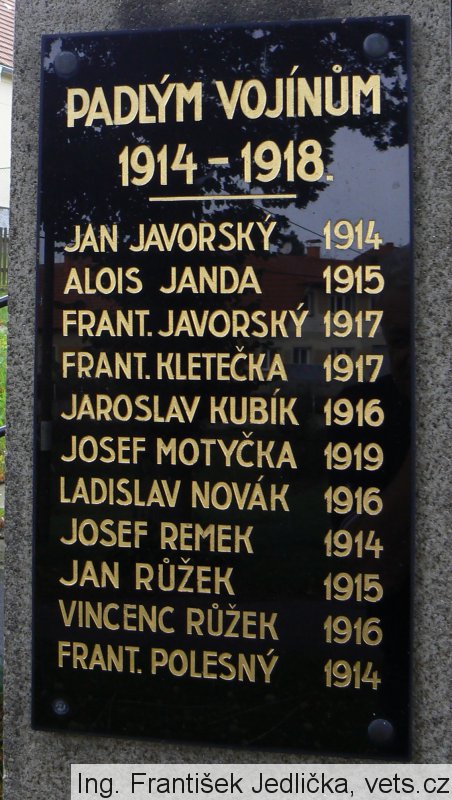 PADLÝM VOJÍNŮM
1914 – 1918.
JAN JAVORSKÝ 1914
ALOIS JANDA 1915
FRANT. JAVORSKÝ 1917
FRANT. KLETEČKA 1917
JAROSLAV KUBÍK 1916
JOSEF MOTYČKA 1919
LADISLAV NOVÁK 1916
JOSEF REMEK 1914
JAN RŮŽEK 1915
VINCENC RŮŽEK 1916
FRANT. POLESNÝ 1914
Ing. František Jedlička, vets.cz